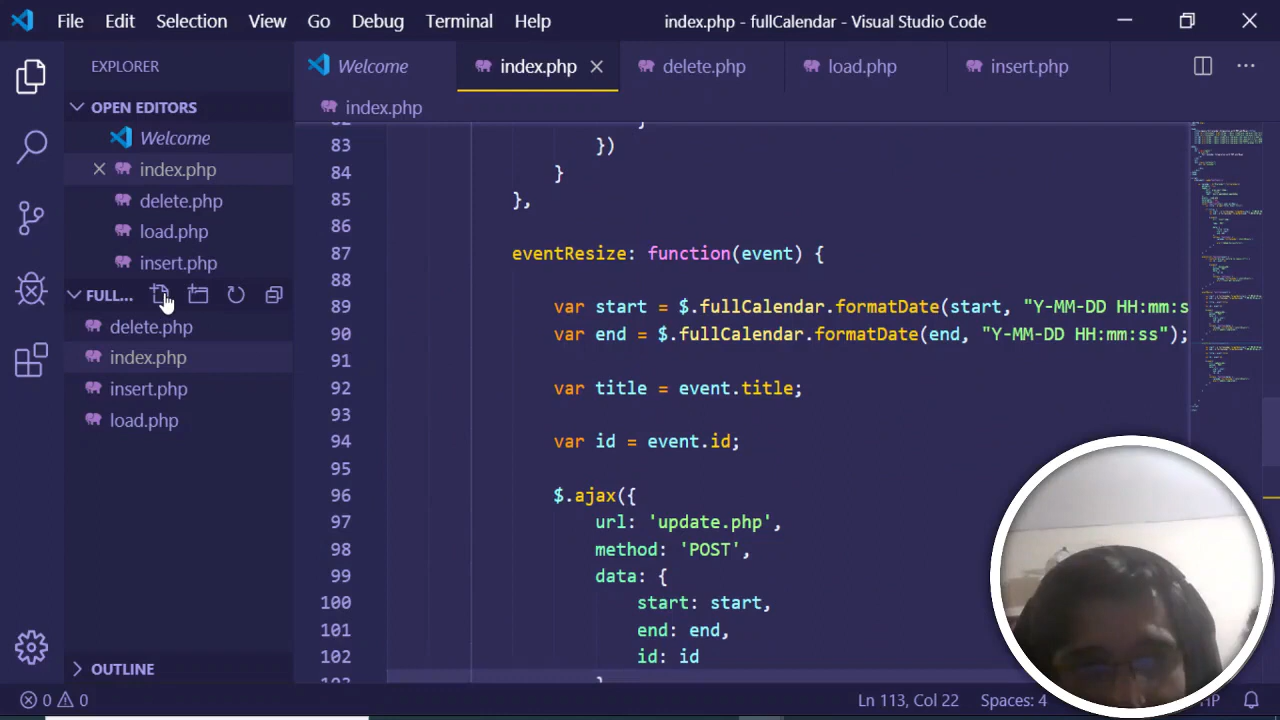 File Edit Selection View Go Debug Terminal Help index.php - fullCalendar - Visual Studio Code
EXPLORER
OPEN EDITORS
Welcome
index.php
delete.php
load.php
insert.php
FULL...
delete.php
index.php
insert.php
load.php
OUTLINE
Welcome index.php delete.php load.php insert.php
index.php
83 })
84 }
85 },
86
87 eventResize: function(event) {
88
89 var start = $.fullCalendar.formatDate(start, "Y-MM-DD HH:mm:s
90 var end = $.fullCalendar.formatDate(end, "Y-MM-DD HH:mm:ss");
91
92 var title = event.title;
93
94 var id = event.id;
95
96 $.ajax({
97 url: 'update.php',
98 method: 'POST',
99 data: {
100 start: start,
101 end: end,
102 id: id
0 0 Ln 113, Col 22 Spaces: 4 HP